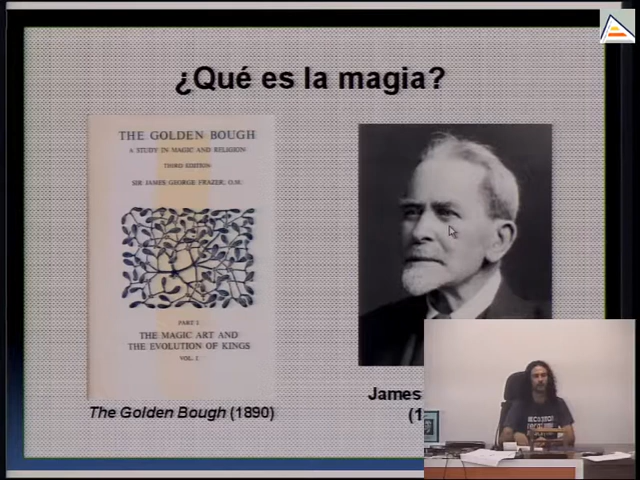 ¿Qué es la magia?
THE GOLDEN BOUGH
A STUDY IN MAGIC AND RELIGION
THIRD EDITION
SIR JAMES GEORGE FRAZER, O.M.
PART I
THE MAGIC ART AND
THE EVOLUTION OF KINGS
VOL. I
The Golden Bough (1890)
James
(1